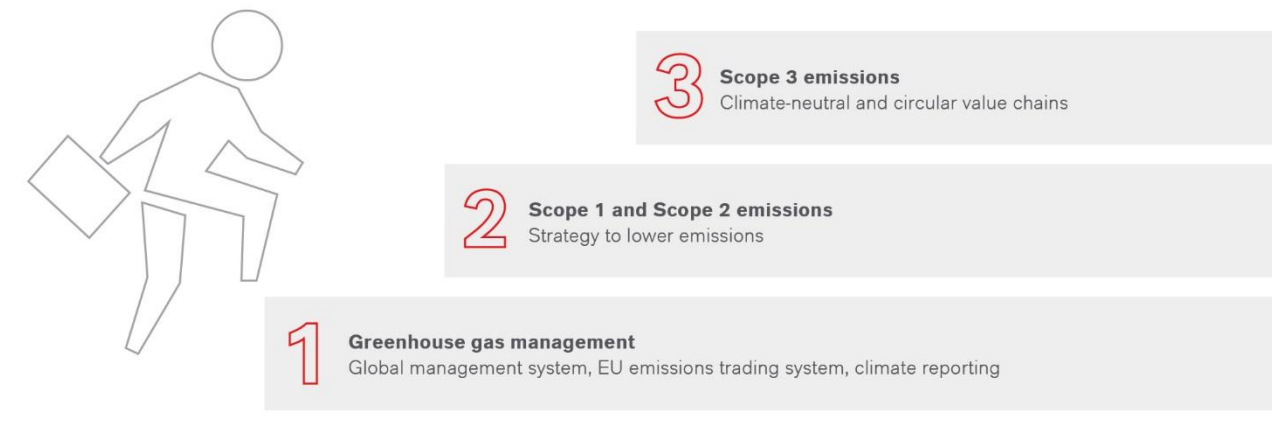 3
Scope 3 emissions
Climate-neutral and circular value chains
2
Scope 1 and Scope 2 emissions
Strategy to lower emissions
1
Greenhouse gas management
Global management system, EU emissions trading system, climate reporting